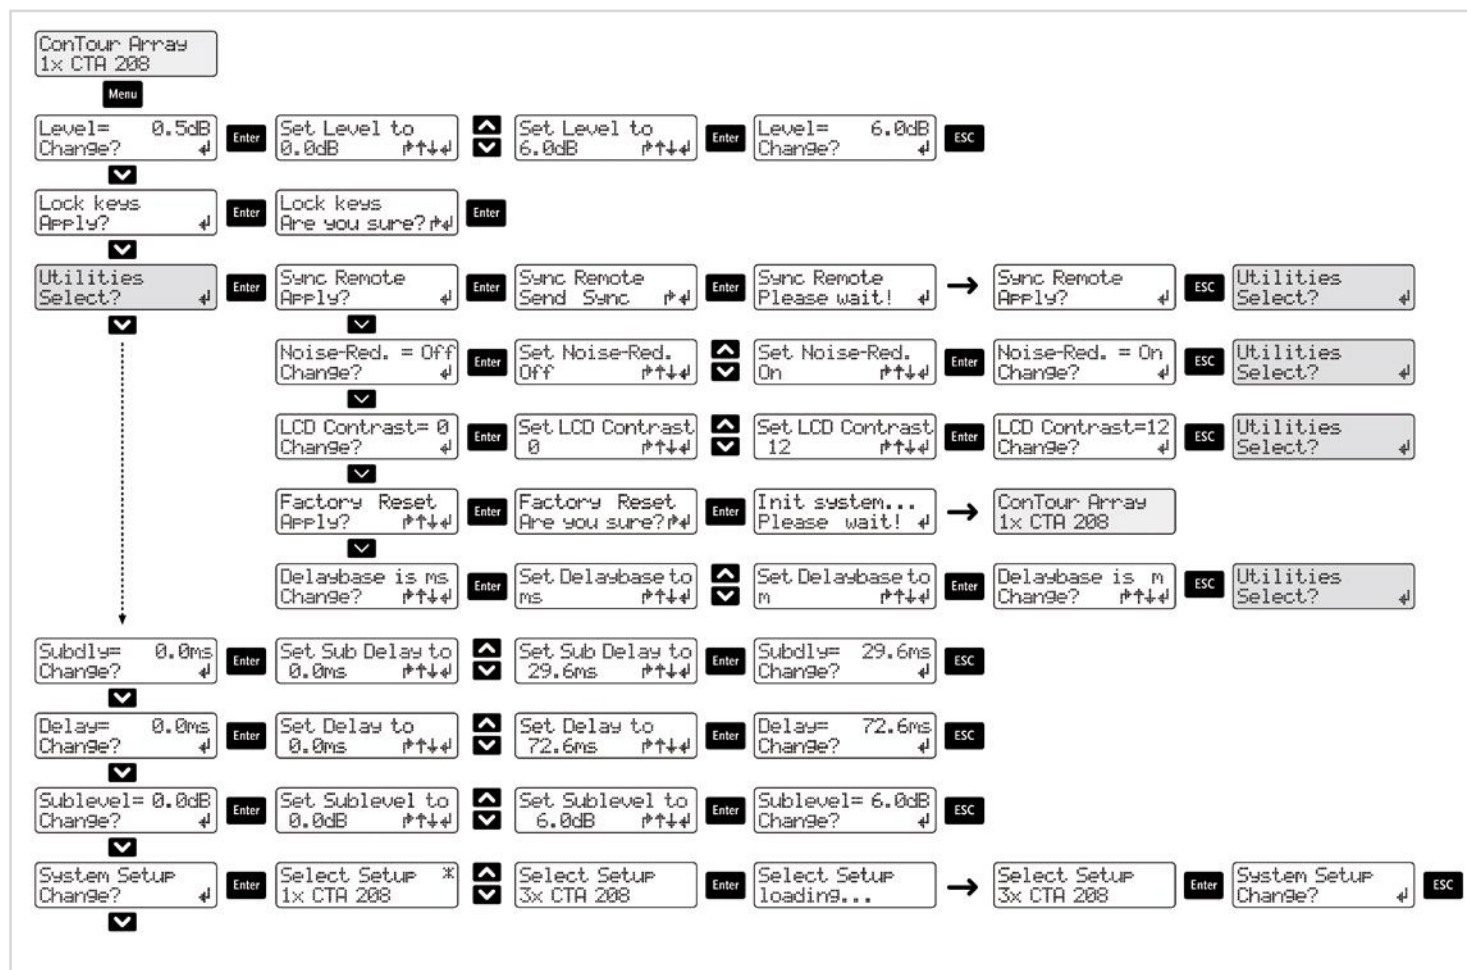 ConTour Array
1x CTA 208
Menu
Level= 0.5dB
Change? ↲
Enter
Set Level to
0.0dB ↱↑↓↲
Set Level to
6.0dB ↱↑↓↲
Enter
Level= 6.0dB
Change? ↲
ESC
Lock keys
Apply? ↲
Enter
Lock keys
Are you sure?↱↲
Enter
Utilities
Select? ↲
Enter
Sync Remote
Apply? ↲
Enter
Sync Remote
Send Sync ↱↲
Enter
Sync Remote
Please wait! ↲
→
Sync Remote
Apply? ↲
ESC
Utilities
Select? ↲
Noise-Red. = Off
Change? ↲
Enter
Set Noise-Red.
Off ↱↑↓↲
Set Noise-Red.
On ↱↑↓↲
Enter
Noise-Red. = On
Change? ↲
ESC
Utilities
Select? ↲
LCD Contrast= 0
Change? ↲
Enter
Set LCD Contrast
0 ↱↑↓↲
Set LCD Contrast
12 ↱↑↓↲
Enter
LCD Contrast=12
Change? ↲
ESC
Utilities
Select? ↲
Factory Reset
Apply? ↱↑↓↲
Enter
Factory Reset
Are you sure?↱↲
Enter
Init system...
Please wait! ↲
→
ConTour Array
1x CTA 208
Delaybase is ms
Change? ↱↑↓↲
Enter
Set Delaybase to
ms ↱↑↓↲
Set Delaybase to
m ↱↑↓↲
Enter
Delaybase is m
Change? ↱↑↓↲
ESC
Utilities
Select? ↲
Subdly= 0.0ms
Change? ↲
Enter
Set Sub Delay to
0.0ms ↱↑↓↲
Set Sub Delay to
29.6ms ↱↑↓↲
Enter
Subdly= 29.6ms
Change? ↲
ESC
Delay= 0.0ms
Change? ↲
Enter
Set Delay to
0.0ms ↱↑↓↲
Set Delay to
72.6ms ↱↑↓↲
Enter
Delay= 72.6ms
Change? ↲
ESC
Sublevel= 0.0dB
Change? ↲
Enter
Set Sublevel to
0.0dB ↱↑↓↲
Set Sublevel to
6.0dB ↱↑↓↲
Enter
Sublevel= 6.0dB
Change? ↲
ESC
System Setup
Change? ↲
Enter
Select Setup *
1x CTA 208
Select Setup
3x CTA 208
Enter
Select Setup
loading...
→
Select Setup
3x CTA 208
Enter
System Setup
Change? ↲
ESC